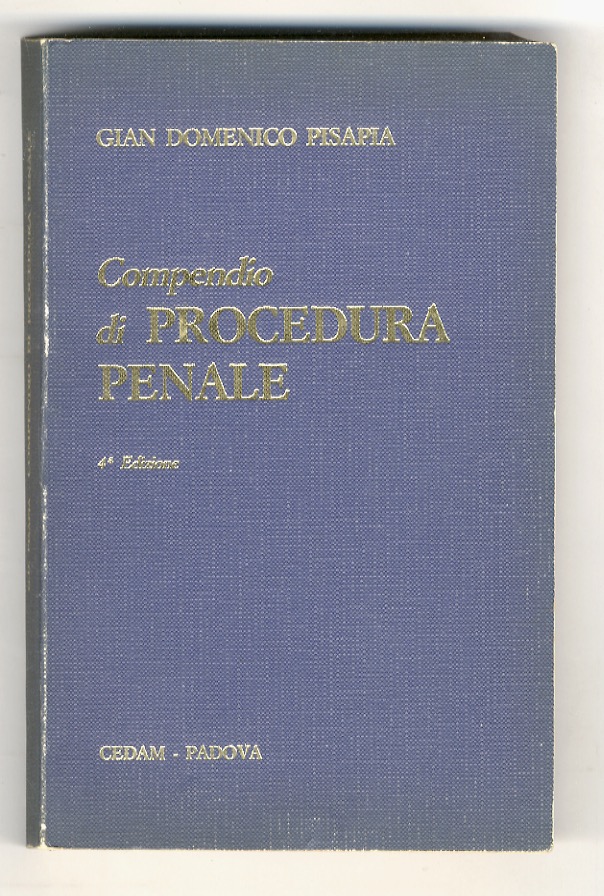 GIAN DOMENICO PISAPIA
Compendio
di PROCEDURA
PENALE
4ª Edizione
CEDAM - PADOVA